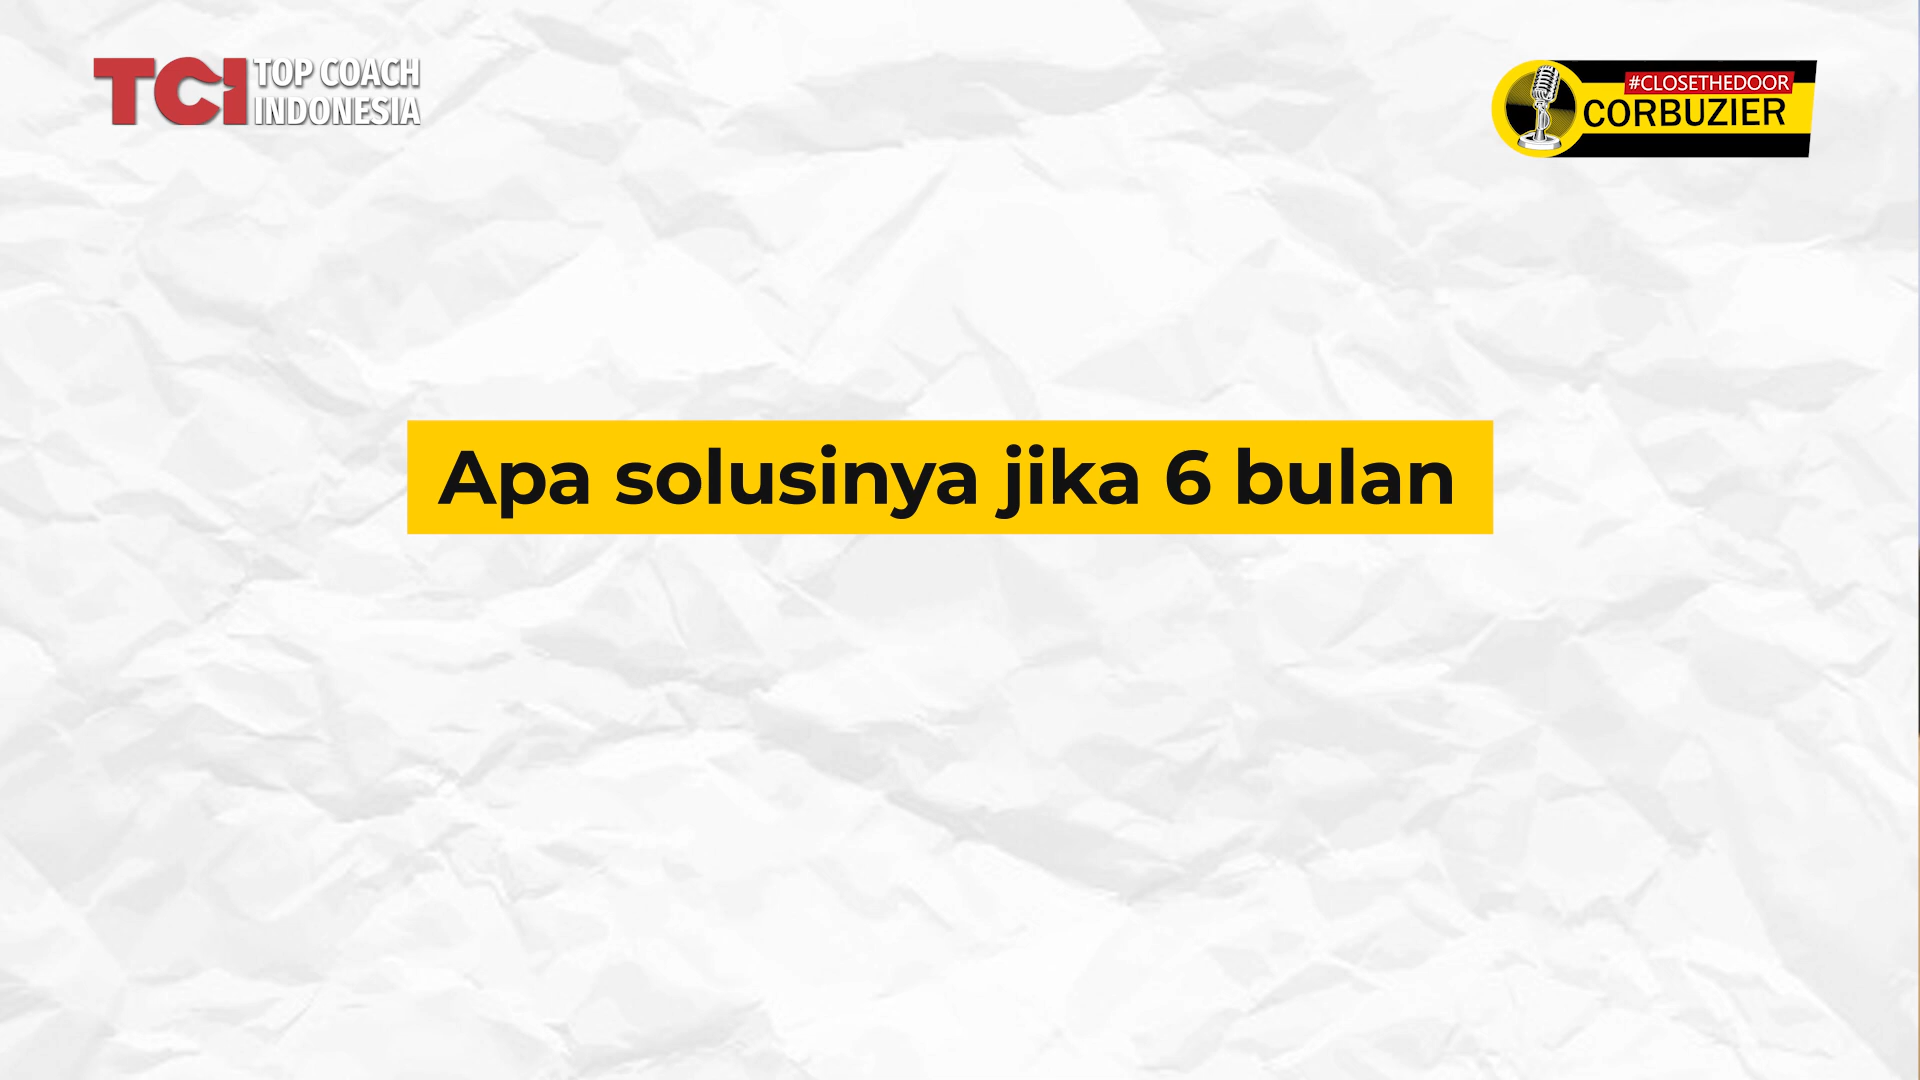 TCI TOP COACH
INDONESIA
#CLOSETHEDOOR
CORBUZIER
Apa solusinya jika 6 bulan